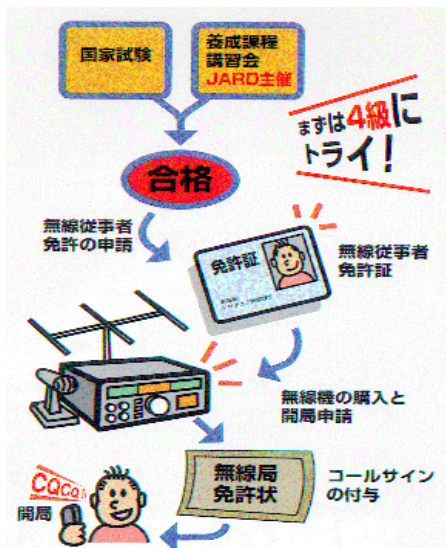 国家試験
養成課程
講習会
JARD主催
まずは4級に
トライ!
合格
無線従事者
免許の申請
免許証
無線従事者
免許証
無線機の購入と
開局申請
無線局
免許状
コールサイン
の付与
CQCQ
開局